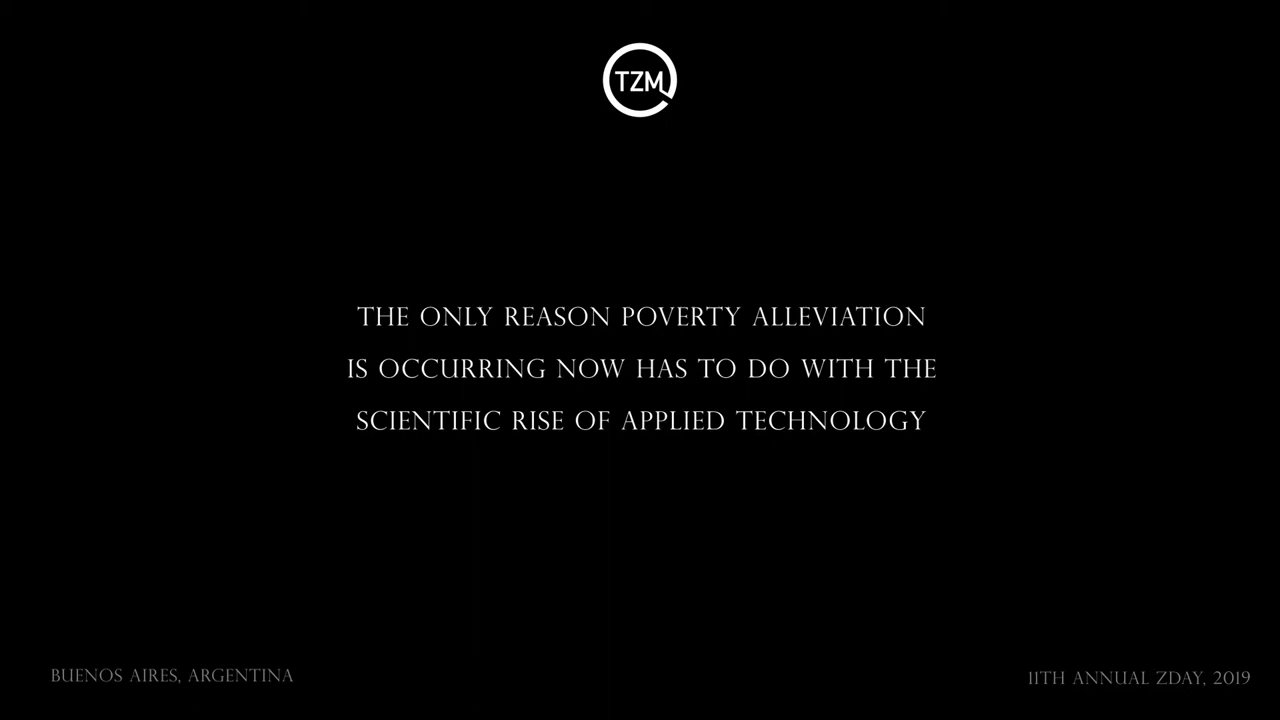 TZM
THE ONLY REASON POVERTY ALLEVIATION
IS OCCURRING NOW HAS TO DO WITH THE
SCIENTIFIC RISE OF APPLIED TECHNOLOGY
BUENOS AIRES, ARGENTINA
11TH ANNUAL ZDAY, 2019